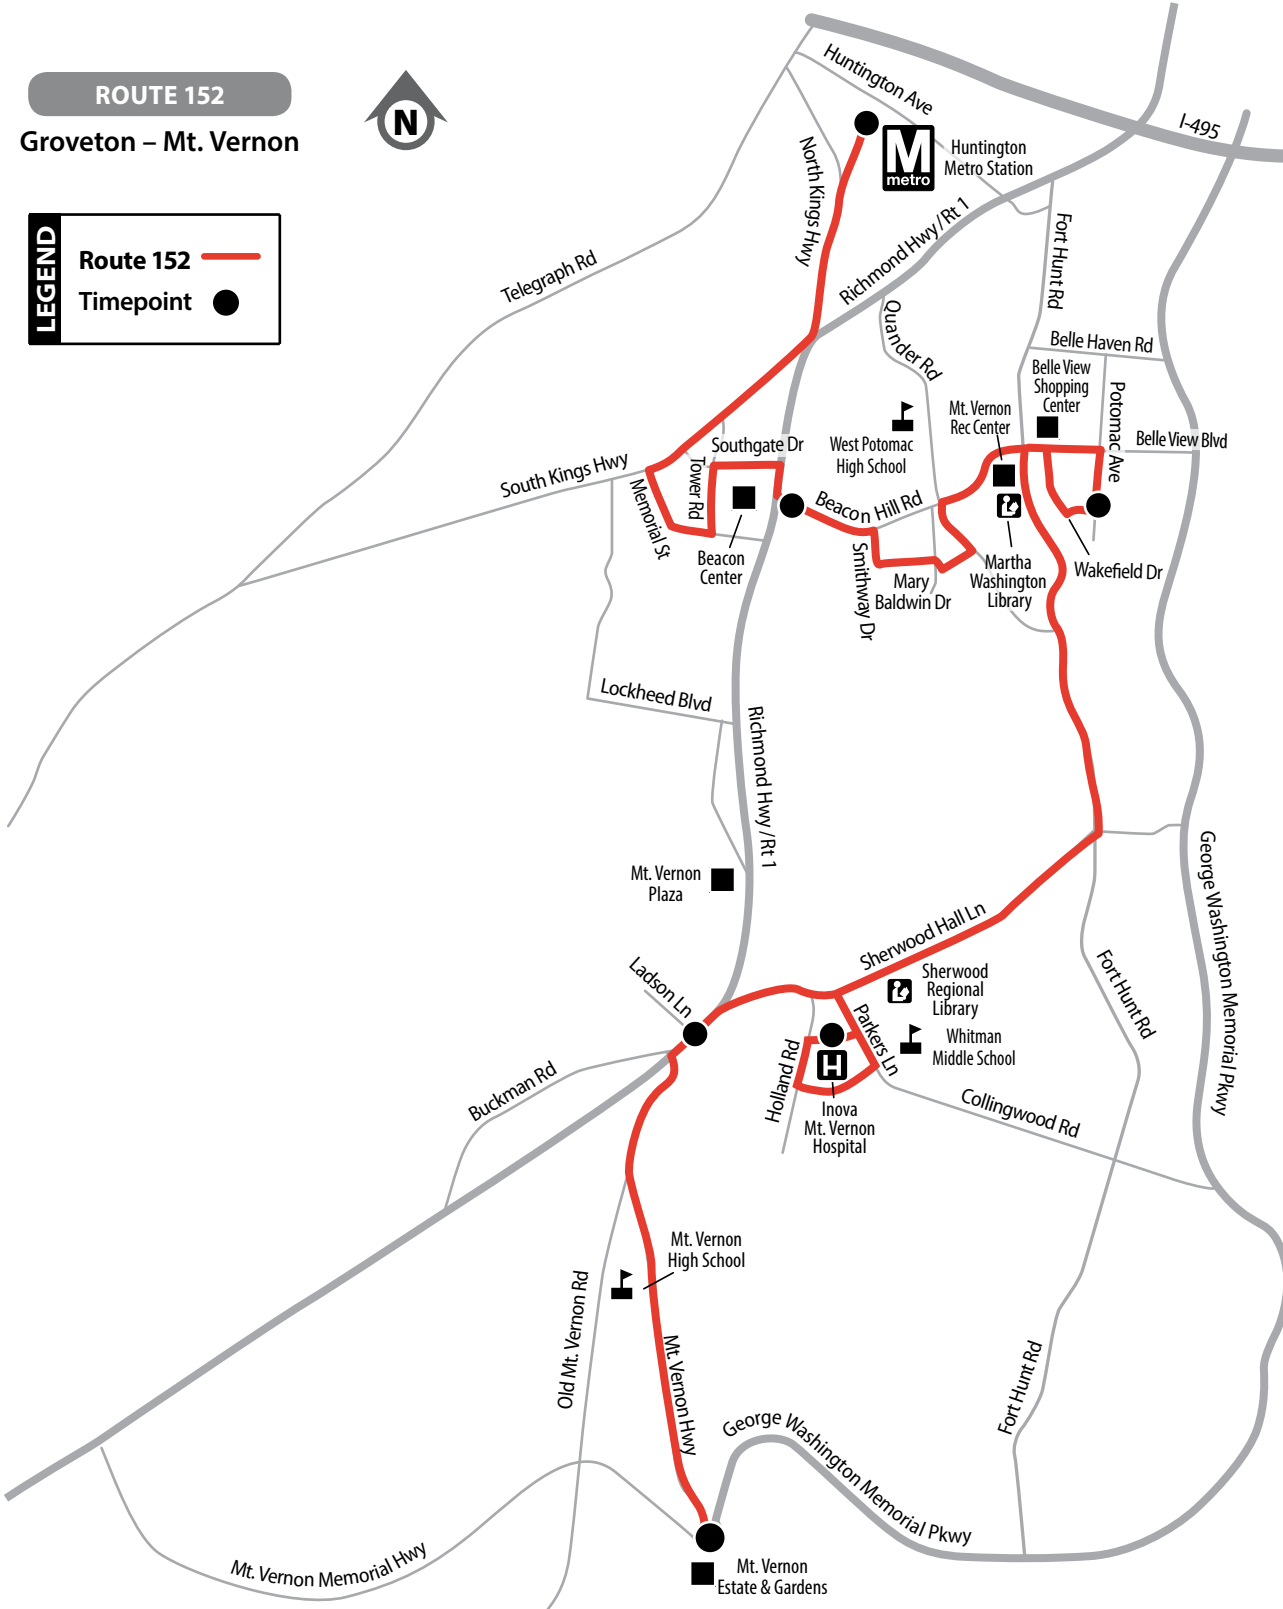 ROUTE 152
Groveton – Mt. Vernon
N
LEGEND
Route 152
Timepoint
Huntington Ave
I-495
M
metro
Huntington
Metro Station
North Kings Hwy
Richmond Hwy/Rt 1
Telegraph Rd
Fort Hunt Rd
Quander Rd
Belle Haven Rd
Belle View
Shopping
Center
Potomac Ave
Mt. Vernon
Rec Center
Belle View Blvd
West Potomac
High School
Southgate Dr
South Kings Hwy
Tower Rd
Memorial St
Beacon Hill Rd
Beacon
Center
Smithway Dr
Mary
Baldwin Dr
Martha
Washington
Library
Wakefield Dr
Lockheed Blvd
Richmond Hwy/Rt 1
Mt. Vernon
Plaza
George Washington Memorial Pkwy
Sherwood Hall Ln
Ladson Ln
Sherwood
Regional
Library
Fort Hunt Rd
Parkers Ln
Holland Rd
Whitman
Middle School
H
Inova
Mt. Vernon
Hospital
Buckman Rd
Collingwood Rd
Mt. Vernon
High School
Old Mt. Vernon Rd
Mt. Vernon Hwy
Fort Hunt Rd
George Washington Memorial Pkwy
Mt. Vernon Memorial Hwy
Mt. Vernon
Estate & Gardens